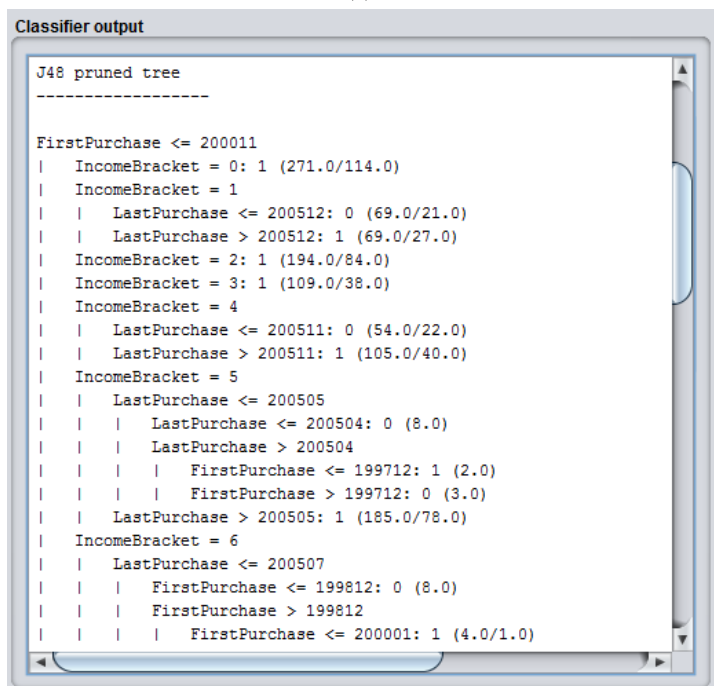 Classifier output
J48 pruned tree
------------------
FirstPurchase <= 200011
|   IncomeBracket = 0: 1 (271.0/114.0)
|   IncomeBracket = 1
|   |   LastPurchase <= 200512: 0 (69.0/21.0)
|   |   LastPurchase > 200512: 1 (69.0/27.0)
|   IncomeBracket = 2: 1 (194.0/84.0)
|   IncomeBracket = 3: 1 (109.0/38.0)
|   IncomeBracket = 4
|   |   LastPurchase <= 200511: 0 (54.0/22.0)
|   |   LastPurchase > 200511: 1 (105.0/40.0)
|   IncomeBracket = 5
|   |   LastPurchase <= 200505
|   |   |   LastPurchase <= 200504: 0 (8.0)
|   |   |   LastPurchase > 200504
|   |   |   |   FirstPurchase <= 199712: 1 (2.0)
|   |   |   |   FirstPurchase > 199712: 0 (3.0)
|   |   LastPurchase > 200505: 1 (185.0/78.0)
|   IncomeBracket = 6
|   |   LastPurchase <= 200507
|   |   |   FirstPurchase <= 199812: 0 (8.0)
|   |   |   FirstPurchase > 199812
|   |   |   |   FirstPurchase <= 200001: 1 (4.0/1.0)